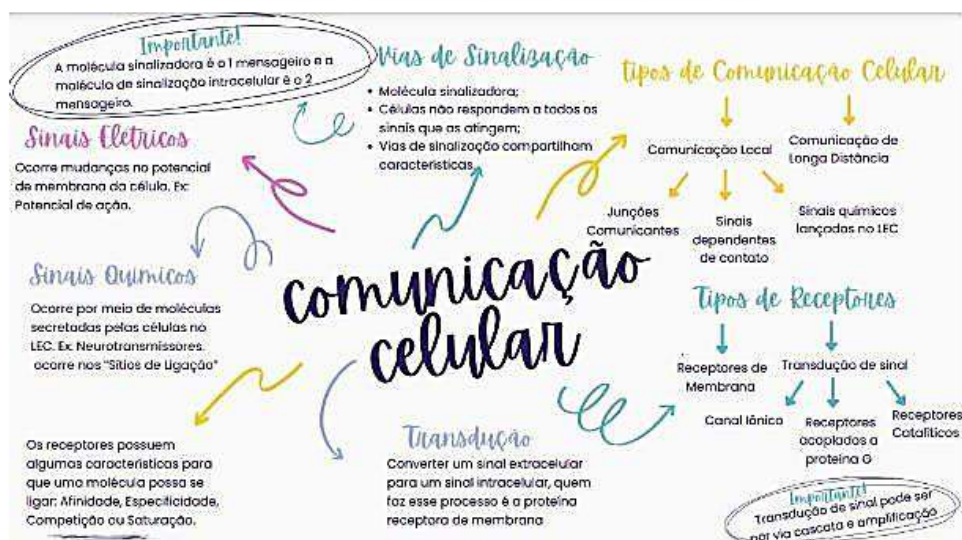 Importante!
A molécula sinalizadora é o 1 mensageiro e a
molécula de sinalização intracelular é o 2
mensageiro.
Vias de Sinalização
• Molécula sinalizadora;
• Células não respondem a todos os
sinais que as atingem;
• Vias de sinalização compartilham
características
tipos de Comunicação Celular
Comunicação Local
Comunicação de
Longa Distância
Junções
Comunicantes
Sinais
dependentes
de contato
Sinais químicos
lançados no LEC
Sinais Elétricos
Ocorre mudanças no potencial
de membrana da célula. Ex:
Potencial de ação.
Sinais Químicos
Ocorre por meio de moléculas
secretadas pelas células no
LEC. Ex: Neurotransmissores.
ocorre nos "Sítios de Ligação"
comunicação
celular
Tipos de Receptores
Receptores de
Membrana
Transdução de sinal
Canal Iônico
Receptores
acoplados a
proteína G
Receptores
Catalíticos
Os receptores possuem
algumas características para
que uma molécula possa se
ligar: Afinidade, Especificidade,
Competição ou Saturação.
Transdução
Converter um sinal extracelular
para um sinal intracelular, quem
faz esse processo é a proteína
receptora de membrana
Importante!
Transdução de sinal pode ser
por via cascata e amplificação